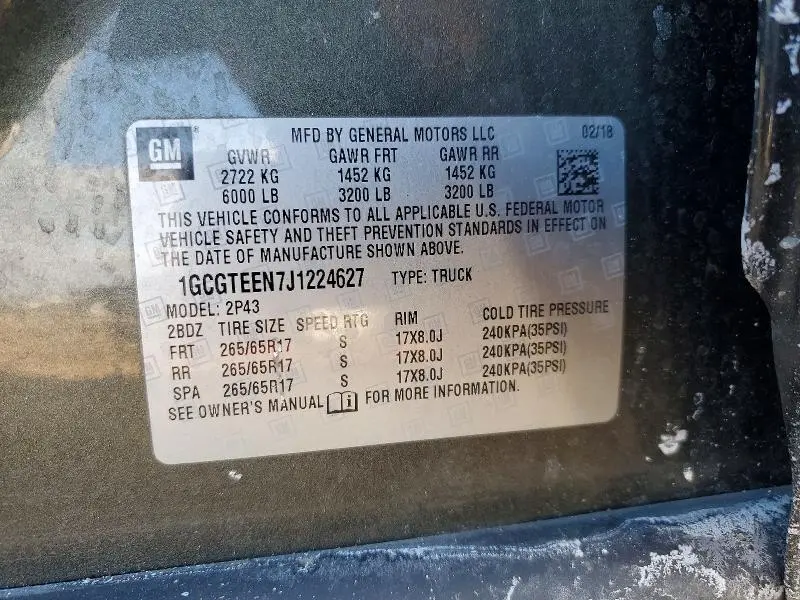 GM MFD BY GENERAL MOTORS LLC 02/18
GVWR GAWR FRT GAWR RR
2722 KG 1452 KG 1452 KG
6000 LB 3200 LB 3200 LB
THIS VEHICLE CONFORMS TO ALL APPLICABLE U.S. FEDERAL MOTOR
VEHICLE SAFETY AND THEFT PREVENTION STANDARDS IN EFFECT ON
THE DATE OF MANUFACTURE SHOWN ABOVE.
1GCGTEEN7J1224627 TYPE: TRUCK
MODEL: 2P43
2BDZ TIRE SIZE SPEED RTG RIM COLD TIRE PRESSURE
FRT 265/65R17 S 17X8.0J 240KPA(35PSI)
RR 265/65R17 S 17X8.0J 240KPA(35PSI)
SPA 265/65R17 S 17X8.0J 240KPA(35PSI)
SEE OWNER'S MANUAL i FOR MORE INFORMATION.